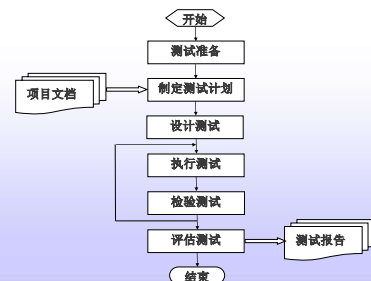 开始
测试准备
项目文档
制定测试计划
设计测试
执行测试
检验测试
评估测试
测试报告
结束